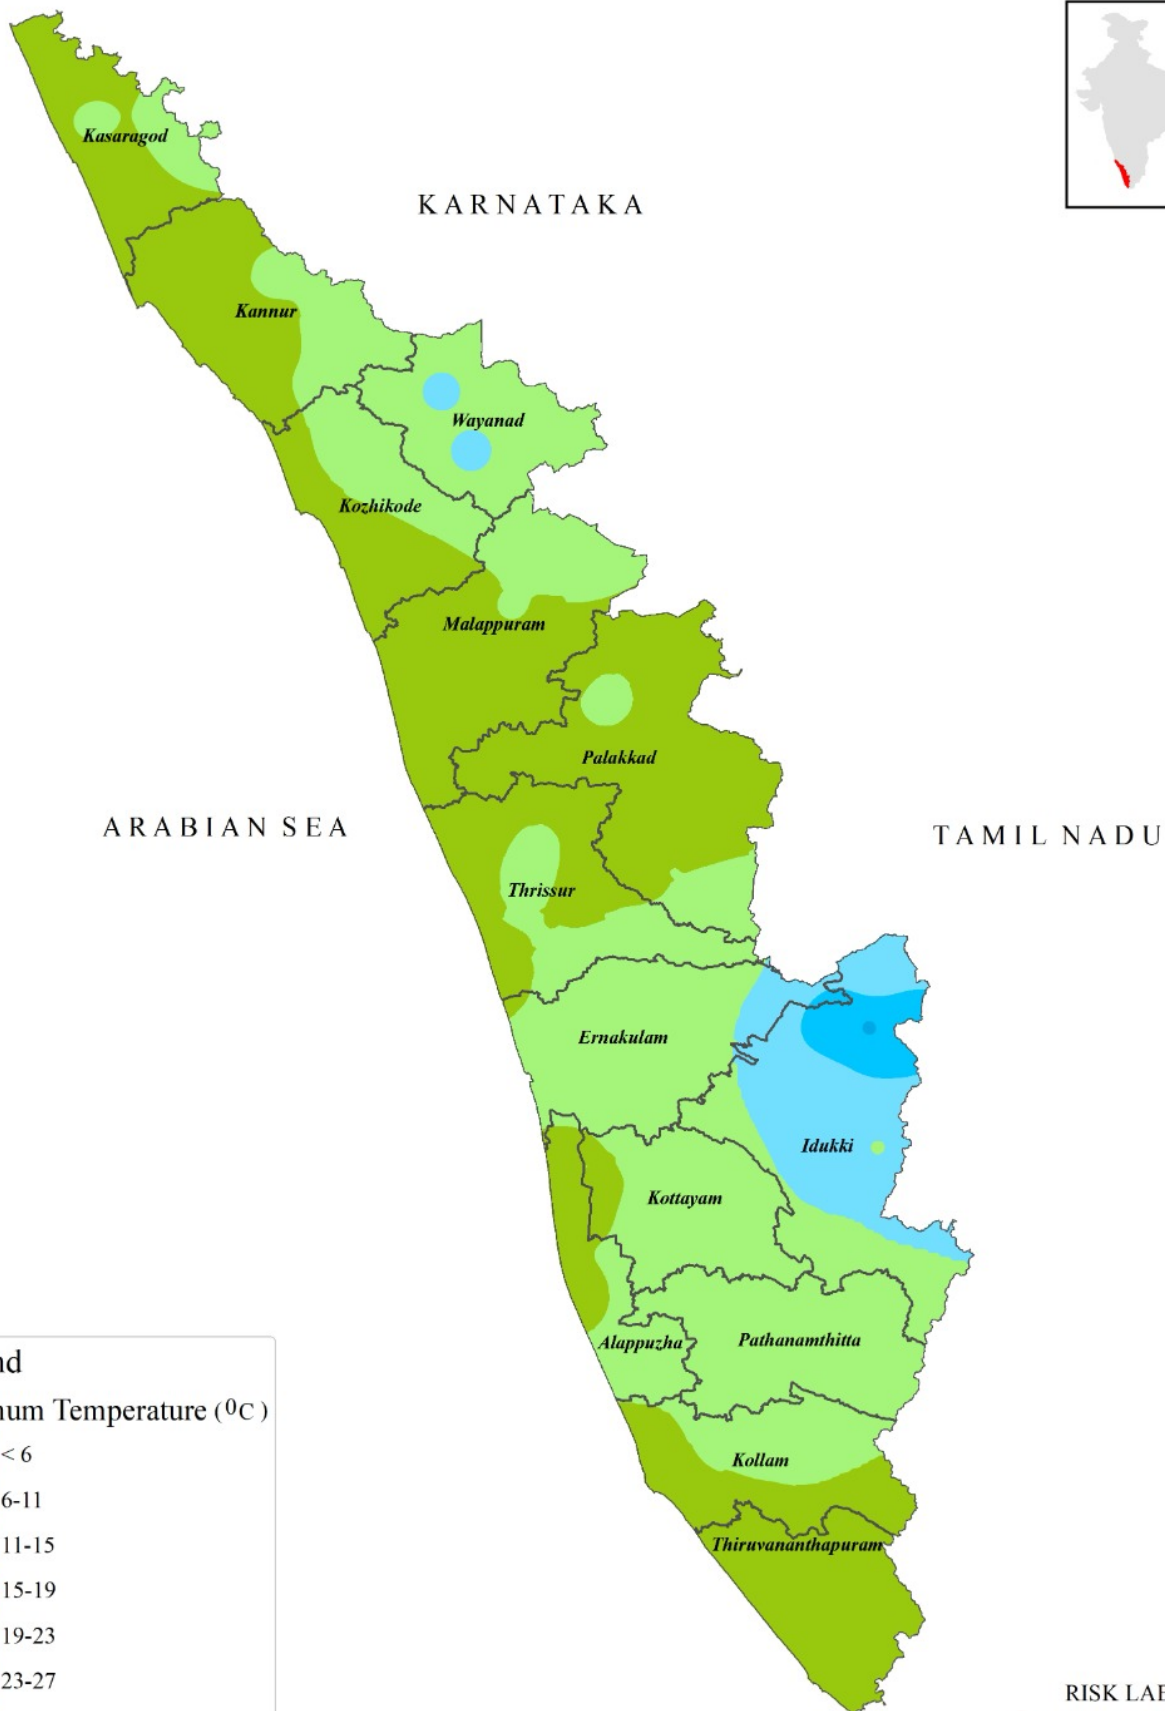 Kasaragod
KARNATAKA
Kannur
Wayanad
Kozhikode
Malappuram
Palakkad
ARABIAN SEA
TAMIL NADU
Thrissur
Ernakulam
Idukki
Kottayam
Alappuzha
Pathanamthitta
Kollam
Thiruvananthapuram
nd
num Temperature (⁰C)
< 6
6-11
11-15
15-19
19-23
23-27
RISK LAB